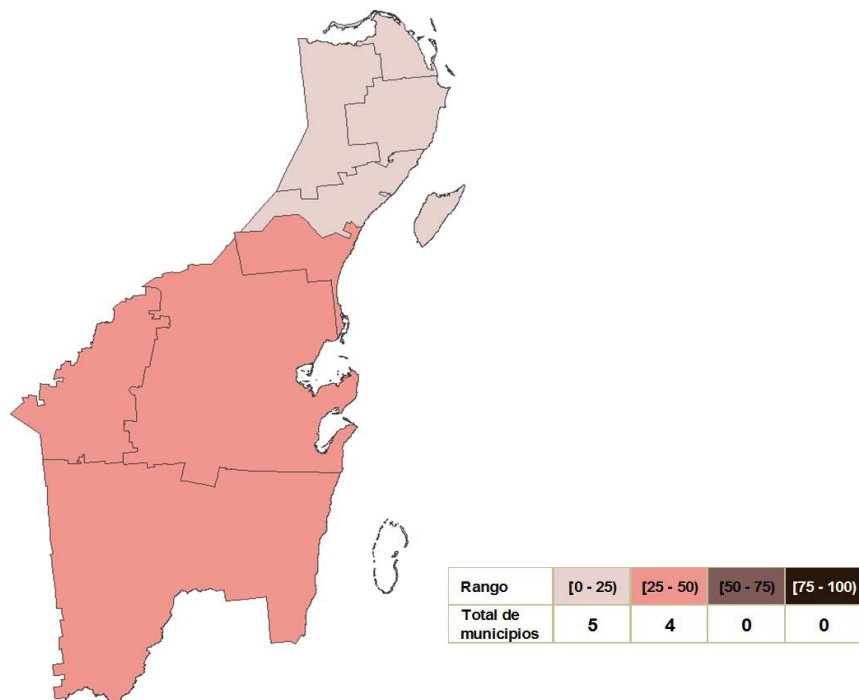 Rango [0 - 25) [25 - 50) [50 - 75) [75 - 100)
Total de
municipios 5 4 0 0